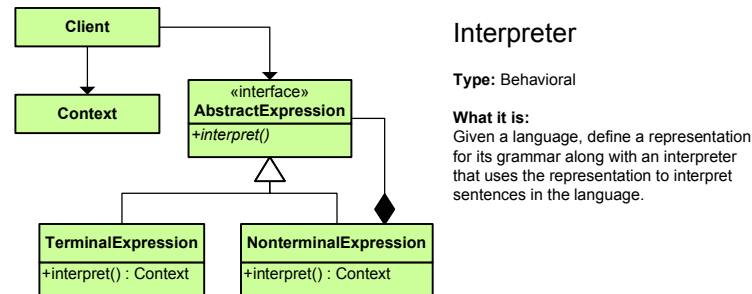 Client
Context
«interface»
AbstractExpression
+interpret()
TerminalExpression
+interpret() : Context
NonterminalExpression
+interpret() : Context
Interpreter
Type: Behavioral
What it is:
Given a language, define a representation
for its grammar along with an interpreter
that uses the representation to interpret
sentences in the language.